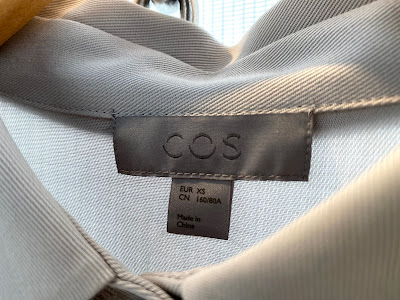 COS
EUR XS
CN 160/80A
Made in
China